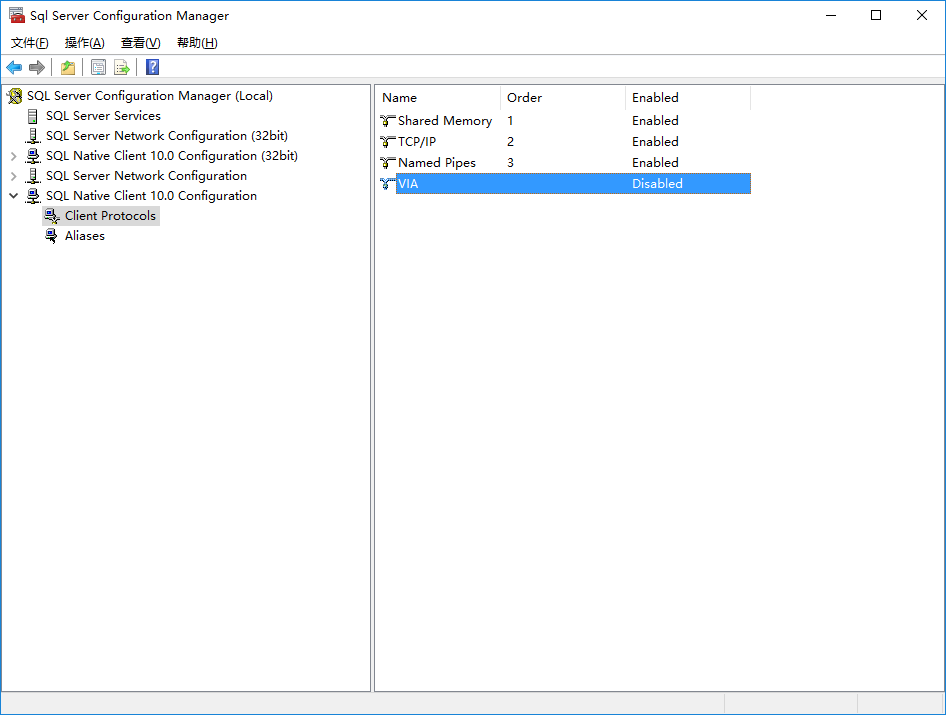 Sql Server Configuration Manager
文件(F) 操作(A) 查看(V) 帮助(H)
SQL Server Configuration Manager (Local)
SQL Server Services
SQL Server Network Configuration (32bit)
SQL Native Client 10.0 Configuration (32bit)
SQL Server Network Configuration
SQL Native Client 10.0 Configuration
Client Protocols
Aliases
Name Order Enabled
Shared Memory 1 Enabled
TCP/IP 2 Enabled
Named Pipes 3 Enabled
VIA Disabled